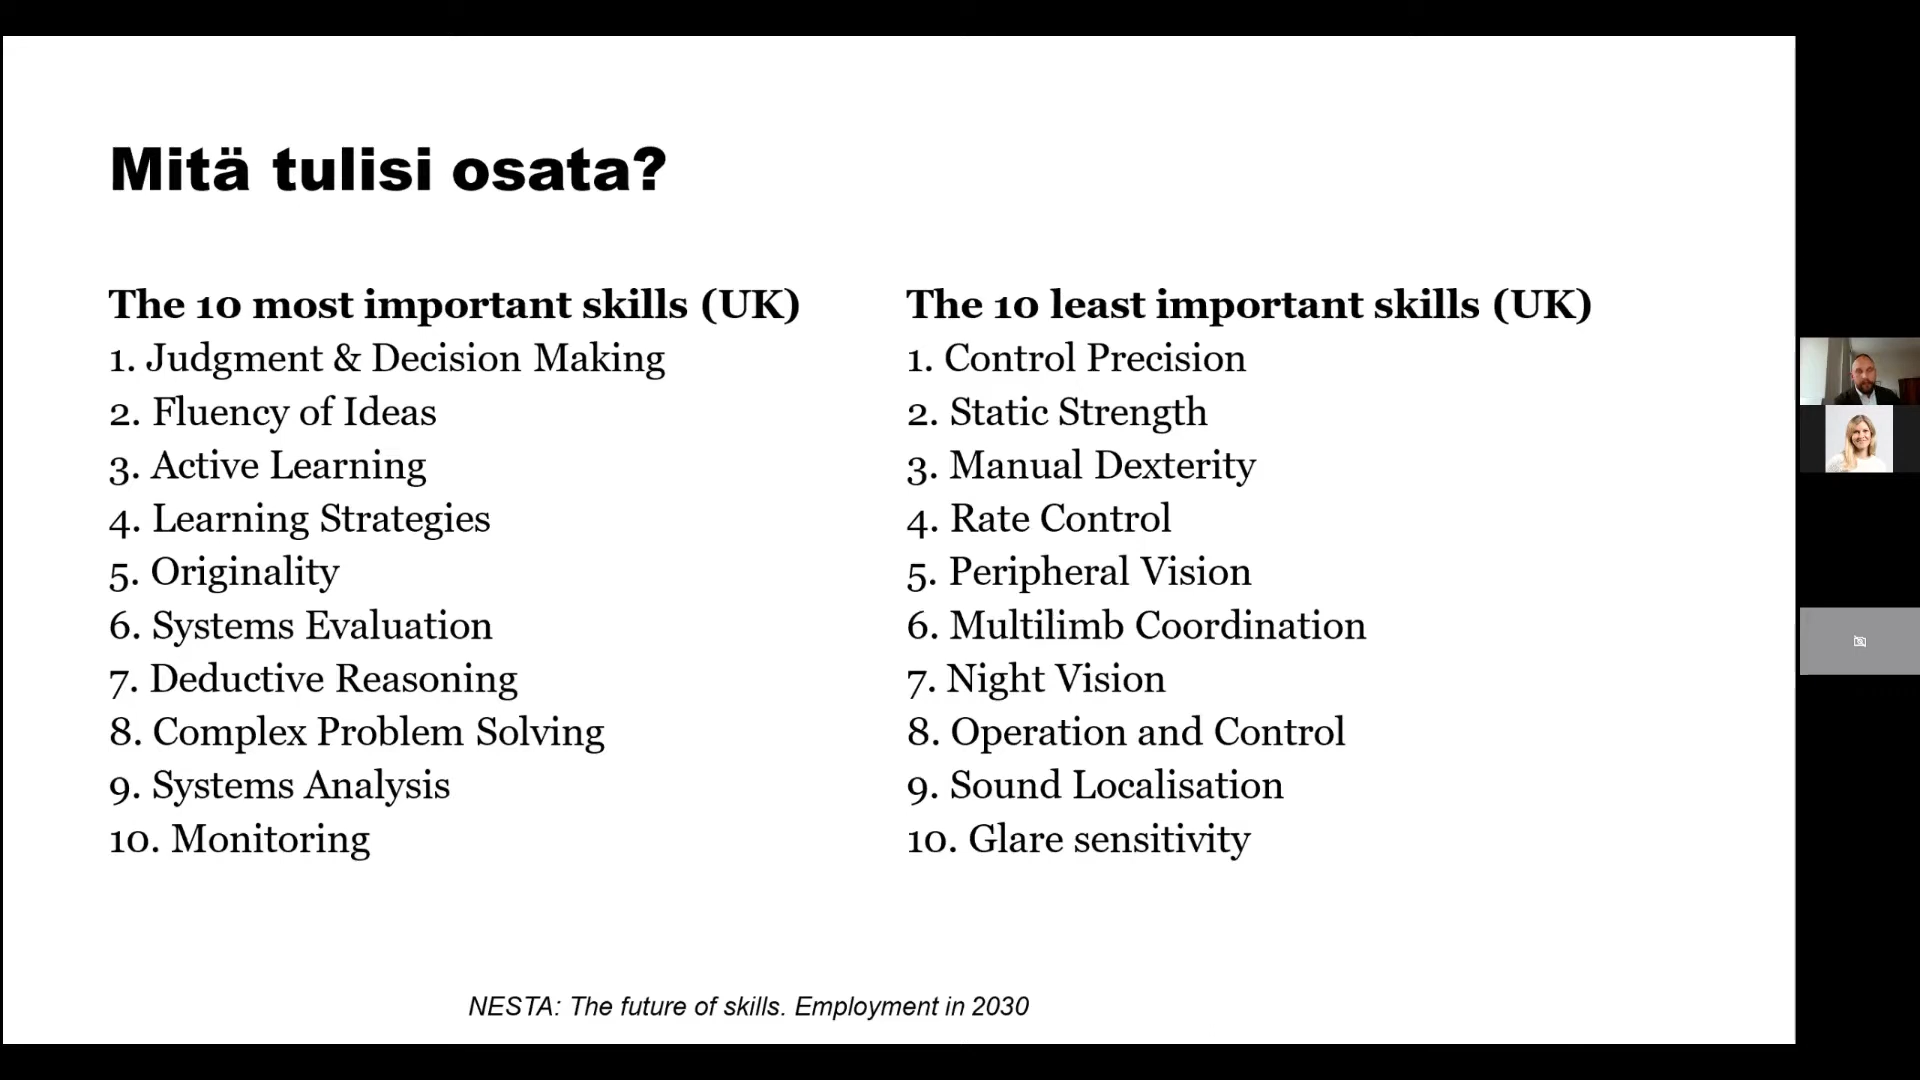 Mitä tulisi osata?
The 10 most important skills (UK)
1. Judgment & Decision Making
2. Fluency of Ideas
3. Active Learning
4. Learning Strategies
5. Originality
6. Systems Evaluation
7. Deductive Reasoning
8. Complex Problem Solving
9. Systems Analysis
10. Monitoring
The 10 least important skills (UK)
1. Control Precision
2. Static Strength
3. Manual Dexterity
4. Rate Control
5. Peripheral Vision
6. Multilimb Coordination
7. Night Vision
8. Operation and Control
9. Sound Localisation
10. Glare sensitivity
NESTA: The future of skills. Employment in 2030